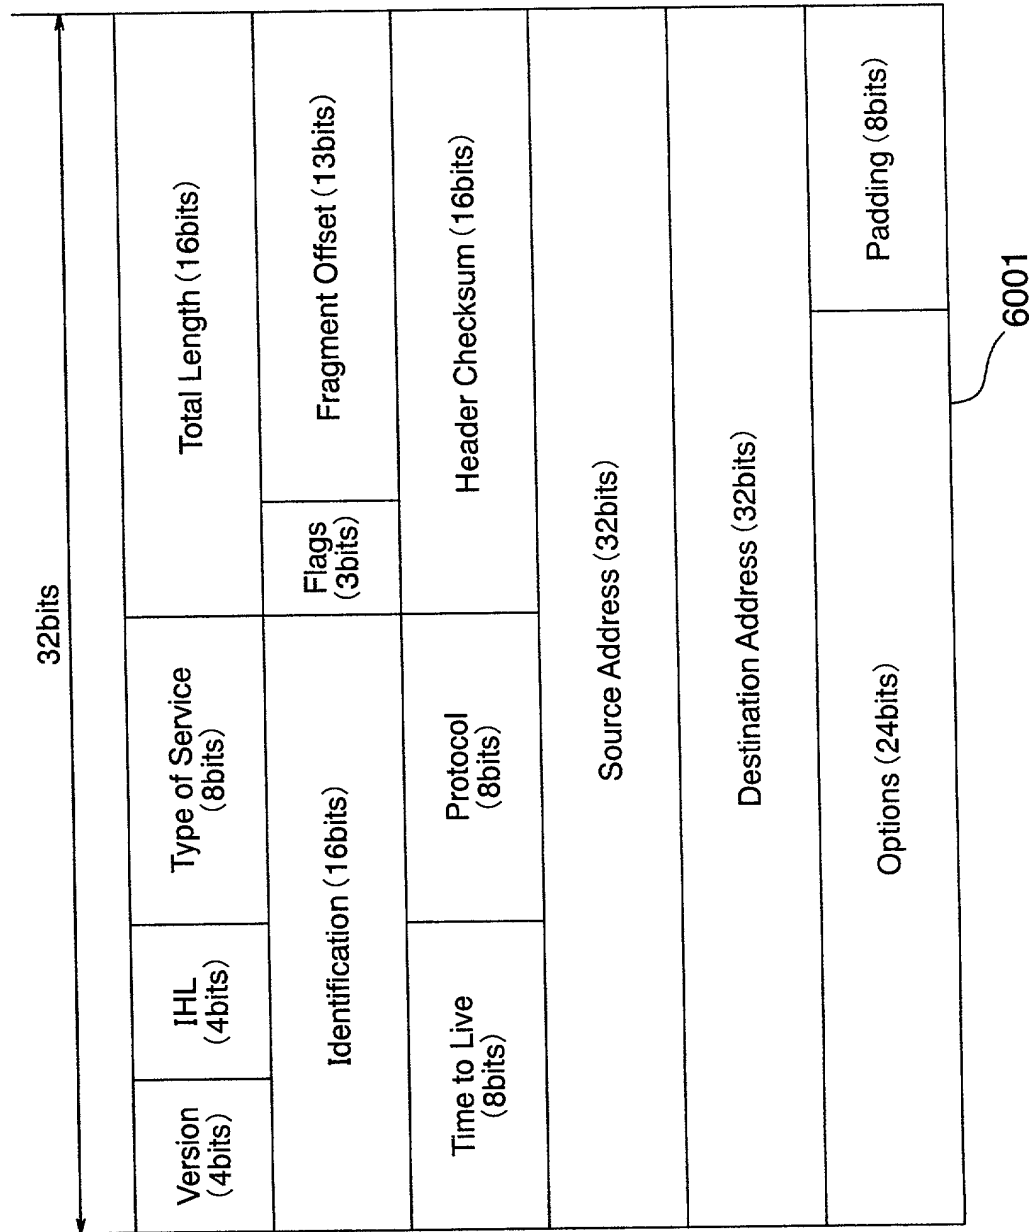 32bits
Version
(4bits)
IHL
(4bits)
Type of Service
(8bits)
Total Length (16bits)
Identification (16bits)
Flags
(3bits)
Fragment Offset (13bits)
Time to Live
(8bits)
Protocol
(8bits)
Header Checksum (16bits)
Source Address (32bits)
Destination Address (32bits)
Options (24bits)
Padding (8bits)
6001